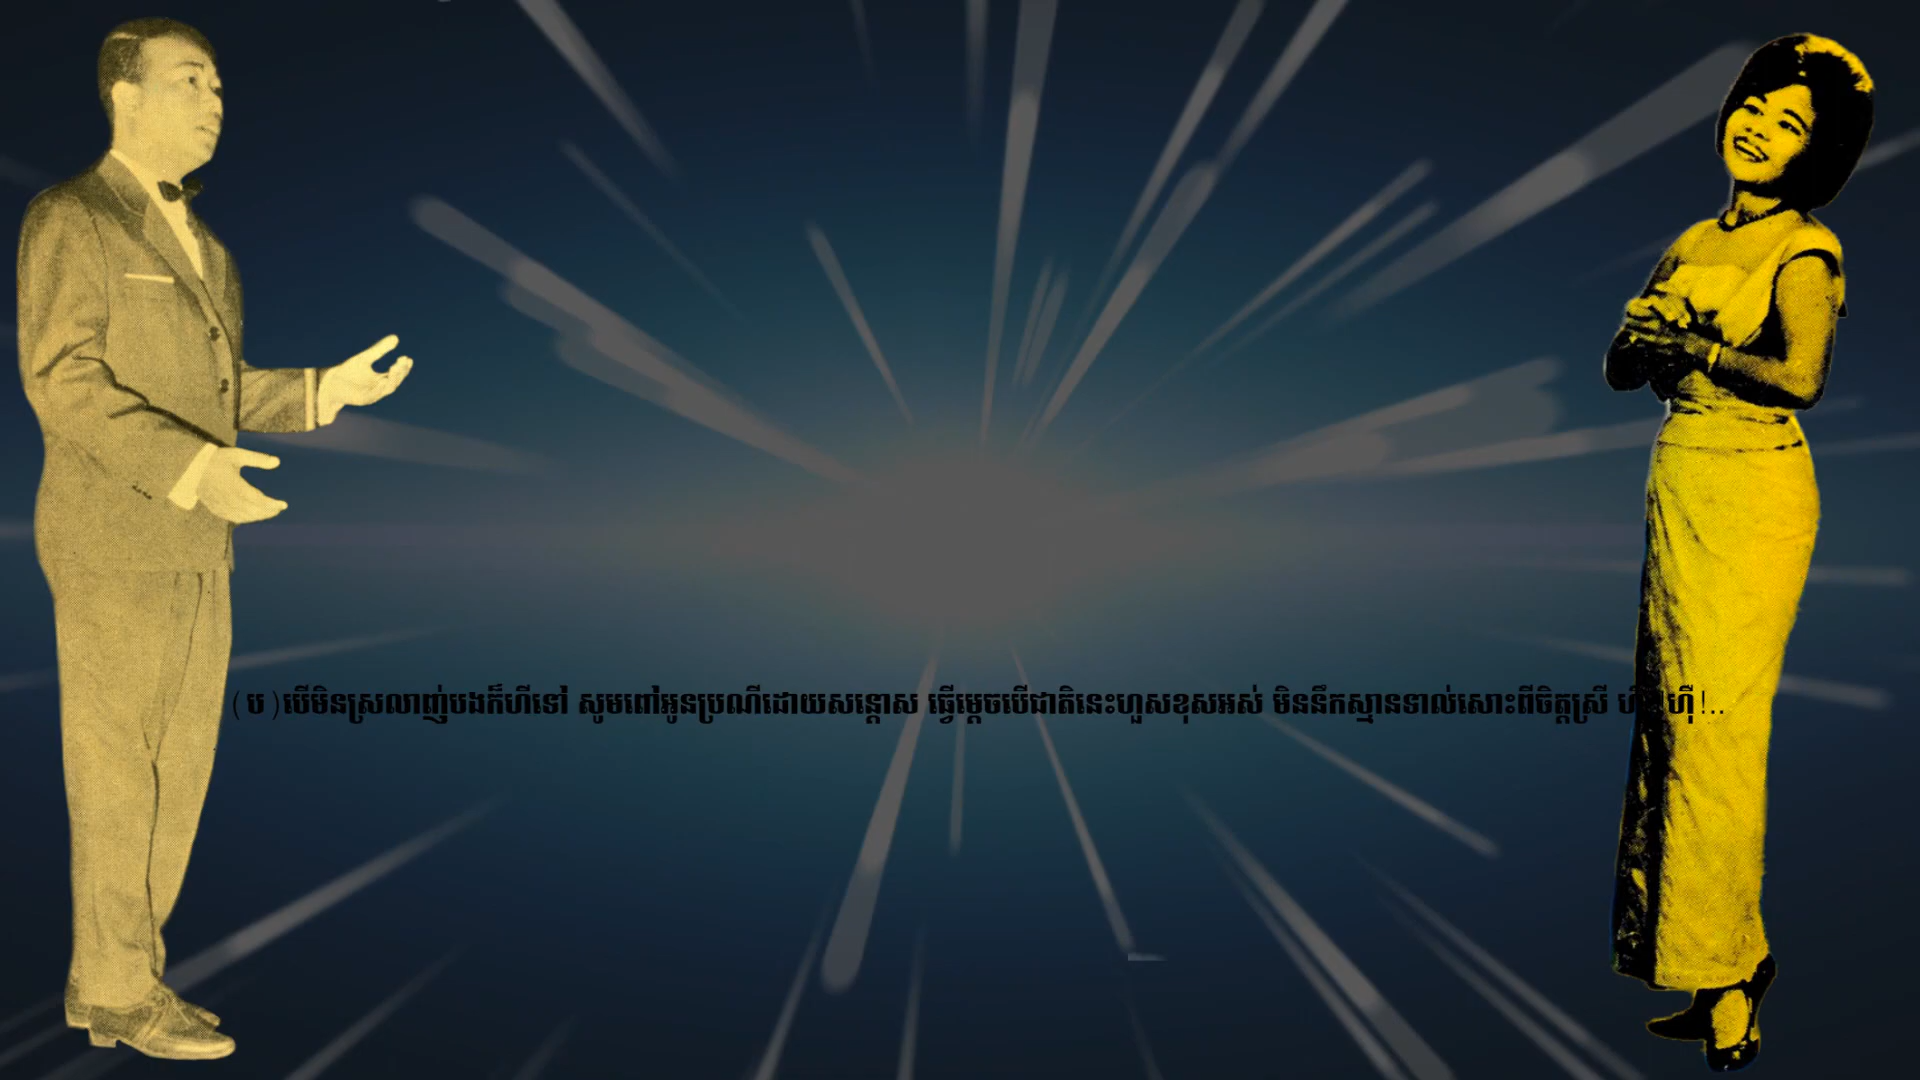 (ប)បើមិនស្រលាញ់បងក៏ហីទៅ សូមពៅអូនប្រណីដោយសន្តោស ធ្វើម្ដេចបើជាតិនេះហួសខុសអស់ មិននឹកស្មានទាល់សោះពីចិត្តស្រី ហ៊ឺ!..